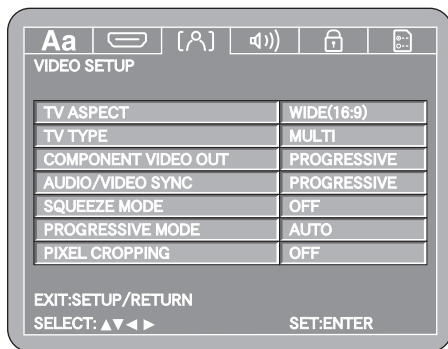 Aa
VIDEO SETUP
TV ASPECT WIDE(16:9)
TV TYPE MULTI
COMPONENT VIDEO OUT PROGRESSIVE
AUDIO/VIDEO SYNC PROGRESSIVE
SQUEEZE MODE OFF
PROGRESSIVE MODE AUTO
PIXEL CROPPING OFF
EXIT:SETUP/RETURN
SELECT: ▲▼◄ ► SET:ENTER